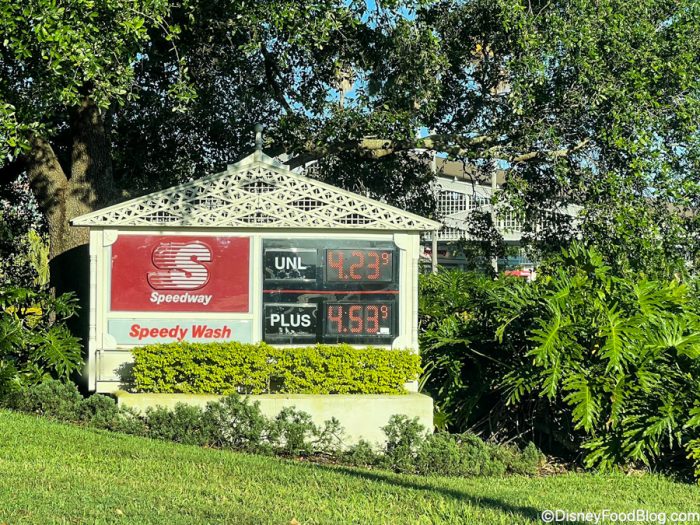 S
Speedway
Speedy Wash
UNL 4.23 9
PLUS 4.53 9
©DisneyFoodBlog.com